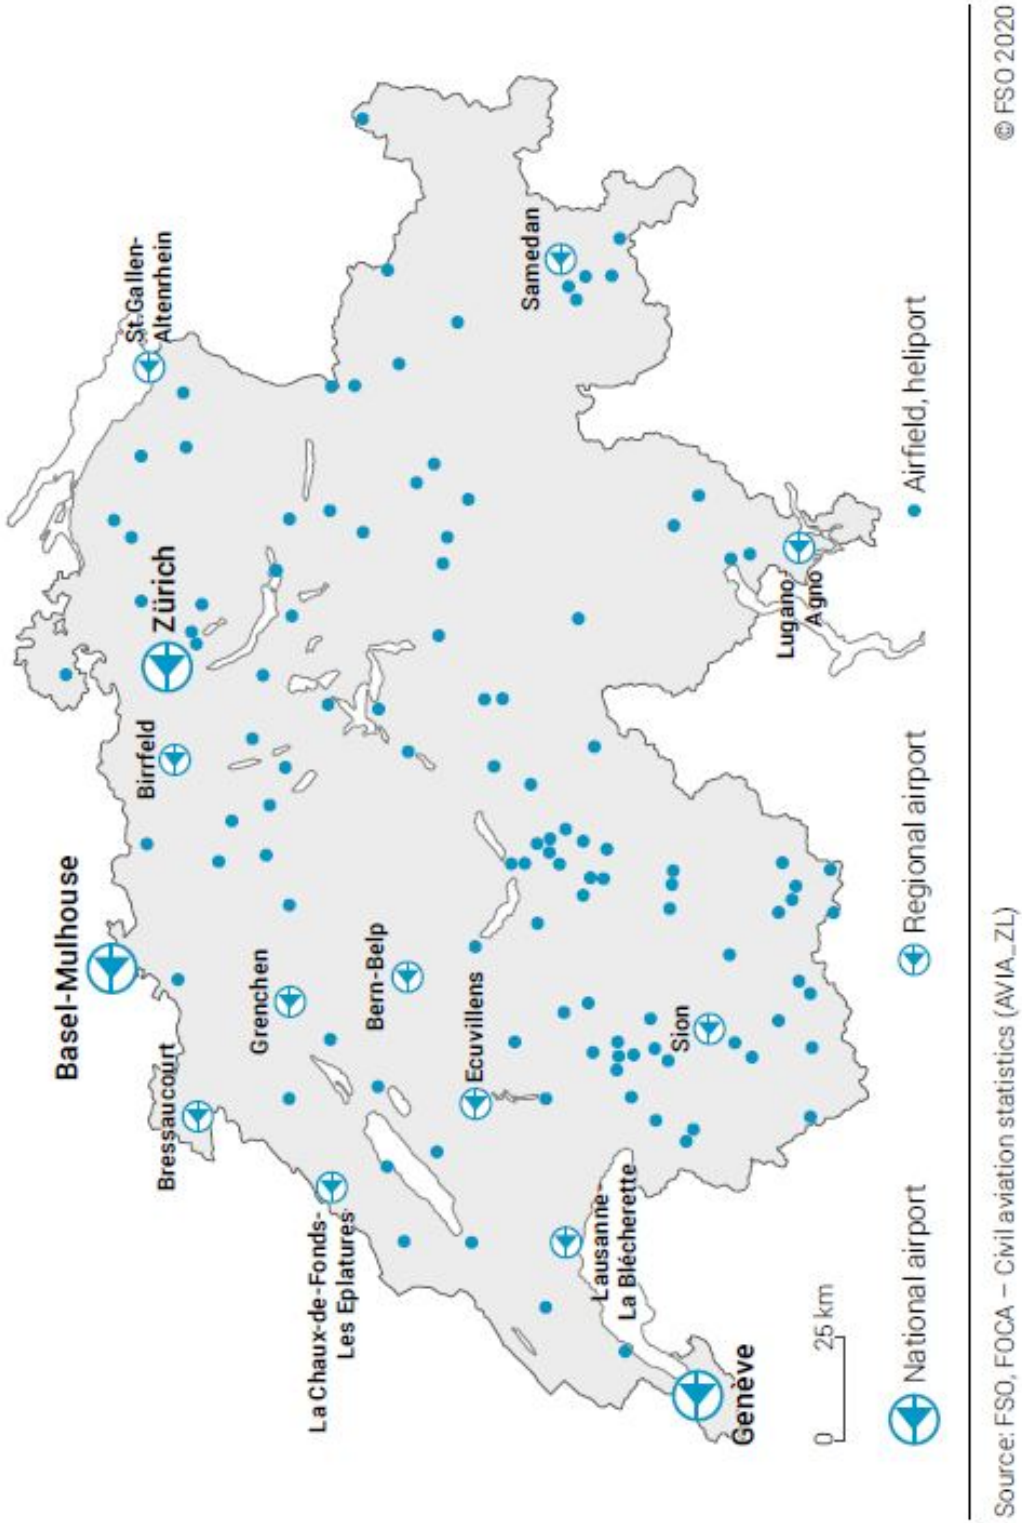 Basel-Mulhouse
Bressaucourt
Birrfeld
Zürich
St.Gallen-
Altenrhein
La Chaux-de-Fonds-
Les Eplatures
Grenchen
Bern-Belp
Ecuvillens
Samedan
Lausanne-
La Blécherette
Sion
Genève
Lugano-
Agno
0 25 km
National airport
Regional airport
Airfield, heliport
Source: FSO, FOCA – Civil aviation statistics (AVIA_ZL)
© FSO 2020